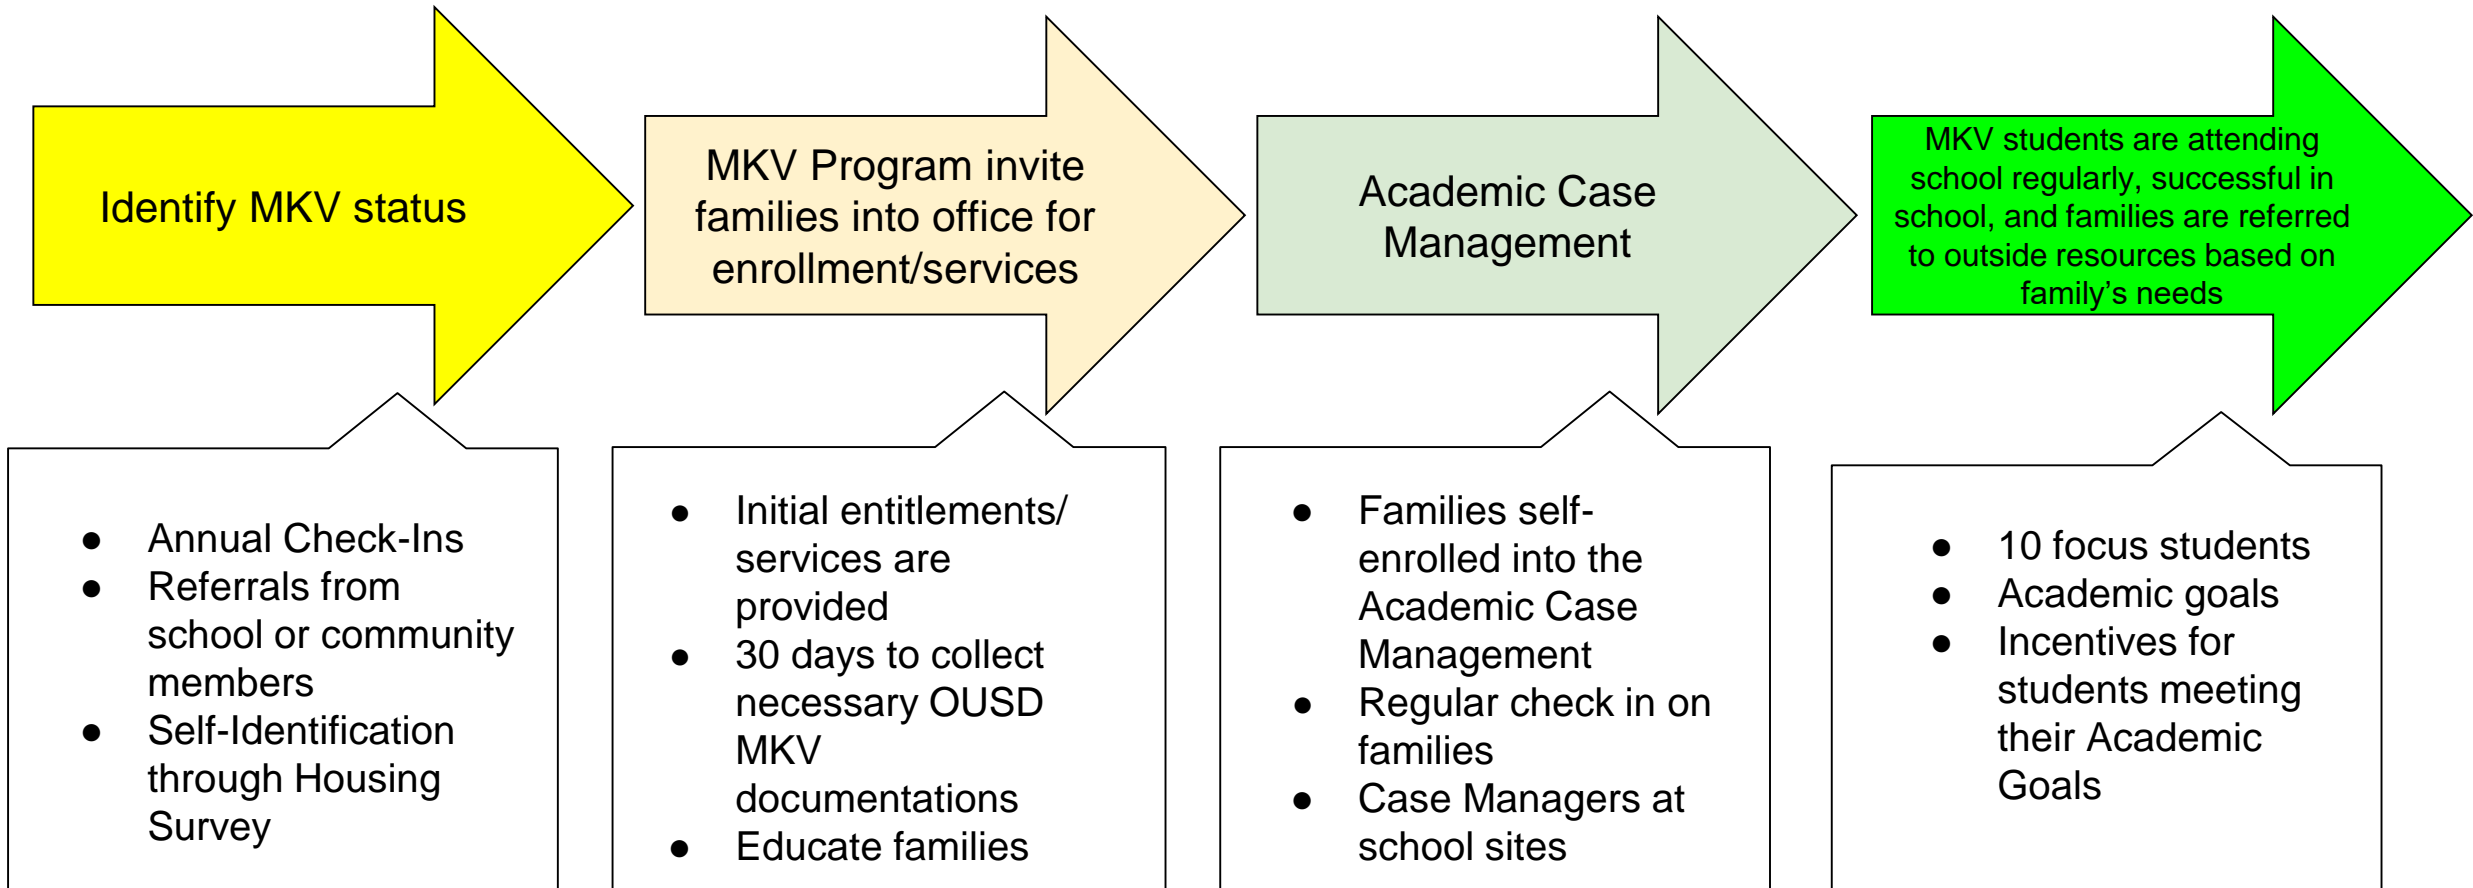 Identify MKV status
MKV Program invite
families into office for
enrollment/services
Academic Case
Management
MKV students are attending
school regularly, successful in
school, and families are referred
to outside resources based on
family’s needs
● Annual Check-Ins
● Referrals from
school or community
members
● Self-Identification
through Housing
Survey
● Initial entitlements/
services are
provided
● 30 days to collect
necessary OUSD
MKV
documentations
● Educate families
● Families self-
enrolled into the
Academic Case
Management
● Regular check in on
families
● Case Managers at
school sites
● 10 focus students
● Academic goals
● Incentives for
students meeting
their Academic
Goals